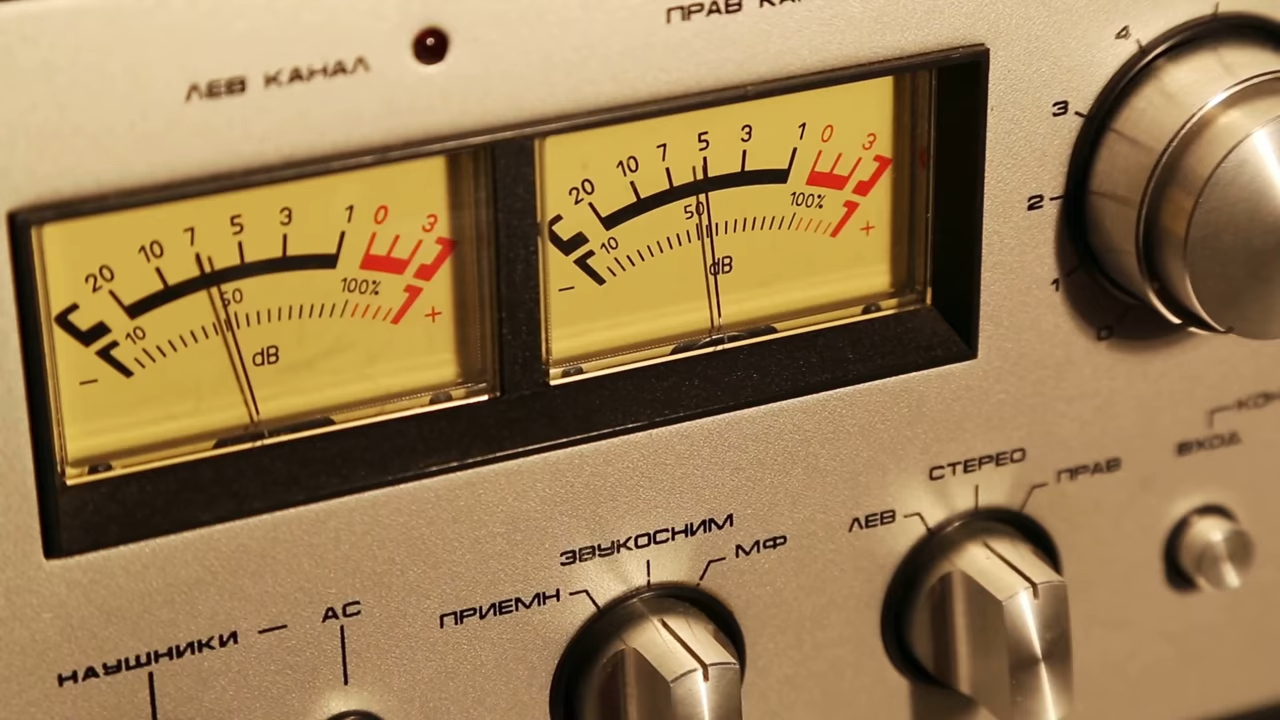 ЛЕВ КАНАЛ
ПРАВ
20 10 7 5 3 1 0 3
10 50 100%
- +
dB
20 10 7 5 3 1 0 3
10 50 100%
- +
dB
4
3
2
1
0
НАУШНИКИ — АС
ПРИЕМН
ЗВУКОСНИМ
МФ
ЛЕВ
СТЕРЕО
ПРАВ
ВХОД